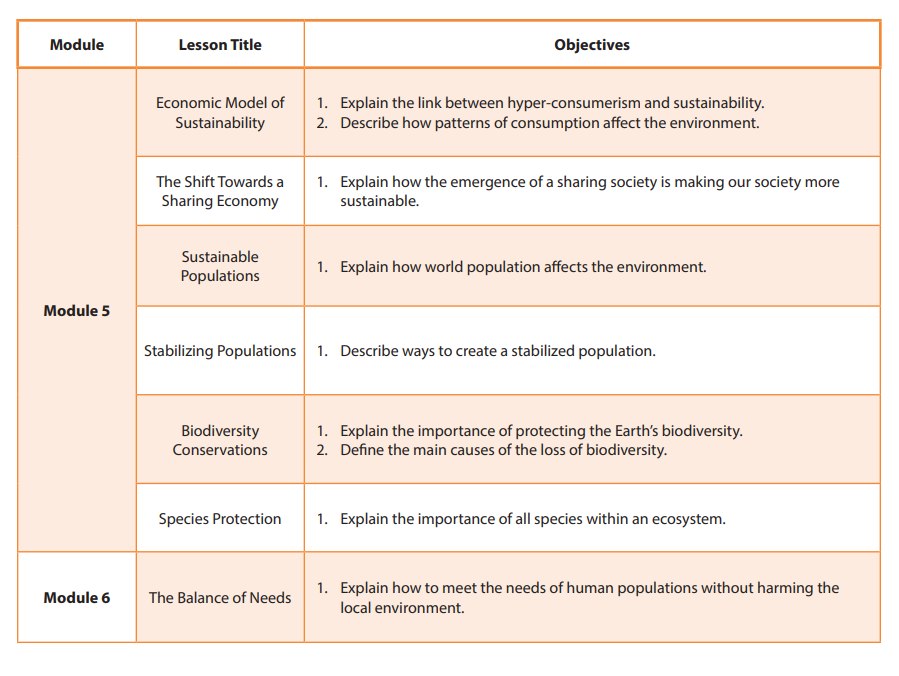 Module Lesson Title Objectives
Economic Model of
Sustainability
1. Explain the link between hyper-consumerism and sustainability.
2. Describe how patterns of consumption affect the environment.
The Shift Towards a
Sharing Economy
1. Explain how the emergence of a sharing society is making our society more
sustainable.
Sustainable
Populations
1. Explain how world population affects the environment.
Module 5
Stabilizing Populations
1. Describe ways to create a stabilized population.
Biodiversity
Conservations
1. Explain the importance of protecting the Earth’s biodiversity.
2. Define the main causes of the loss of biodiversity.
Species Protection
1. Explain the importance of all species within an ecosystem.
Module 6
The Balance of Needs
1. Explain how to meet the needs of human populations without harming the
local environment.